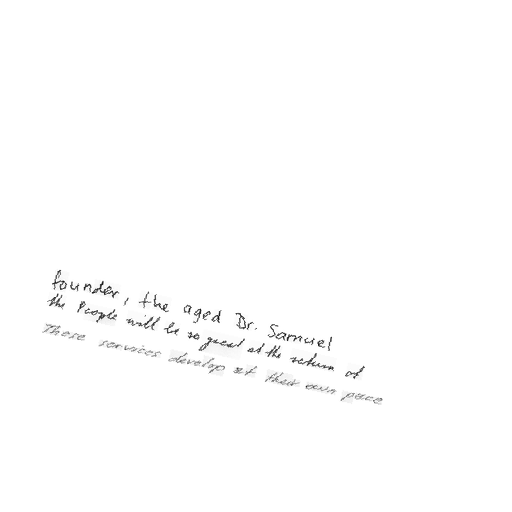 founder, the aged Dr. Samuel
the People will be so great at the return of
These services develop at their own pace